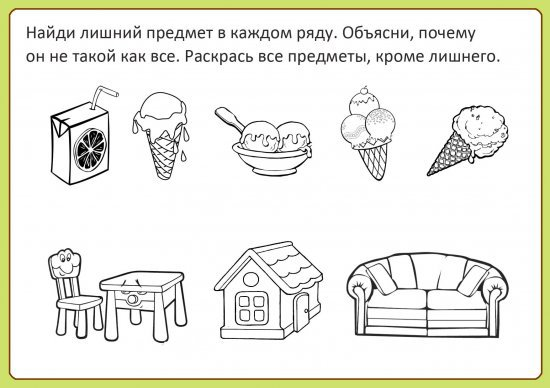 Найди лишний предмет в каждом ряду. Объясни, почему
он не такой как все. Раскрась все предметы, кроме лишнего.